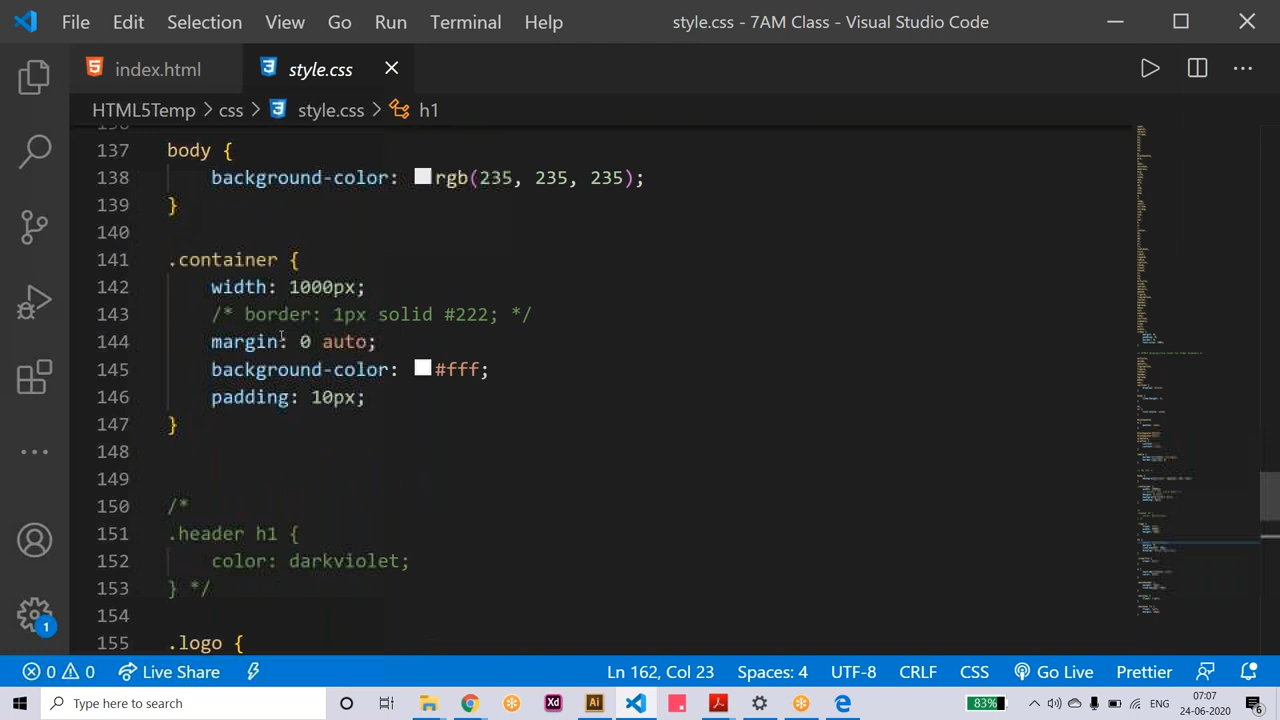 File Edit Selection View Go Run Terminal Help style.css - 7AM Class - Visual Studio Code
index.html style.css
HTML5Temp > css > style.css > h1
137 body {
138 background-color: rgb(235, 235, 235);
139 }
140
141 .container {
142 width: 1000px;
143 /* border: 1px solid #222; */
144 margin: 0 auto;
145 background-color: #fff;
146 padding: 10px;
147 }
148
149
150 /*
151 .header h1 {
152 color: darkviolet;
153 } */
154
155 .logo {
1
0 0 Live Share Ln 162, Col 23 Spaces: 4 UTF-8 CRLF CSS Go Live Prettier
Type here to search Xd Ai 83% ENG 07:07
24-06-2020 6